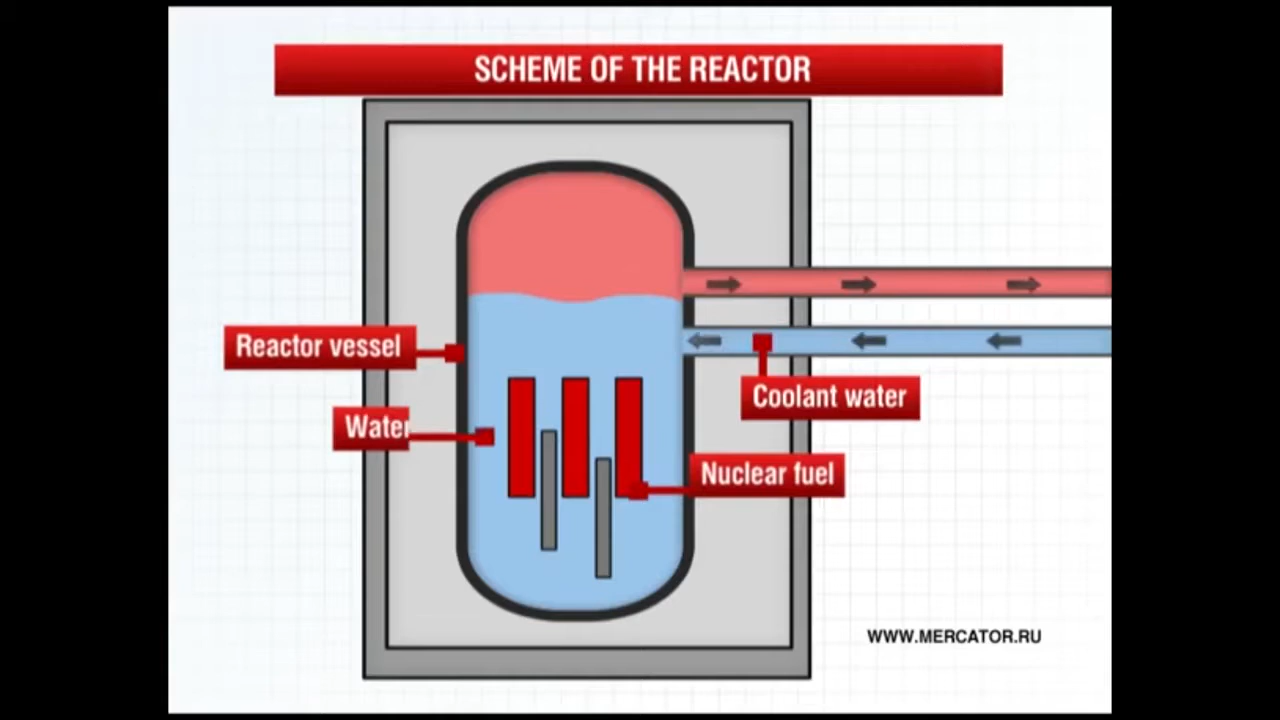 SCHEME OF THE REACTOR
Reactor vessel
Water
Coolant water
Nuclear fuel
WWW.MERCATOR.RU